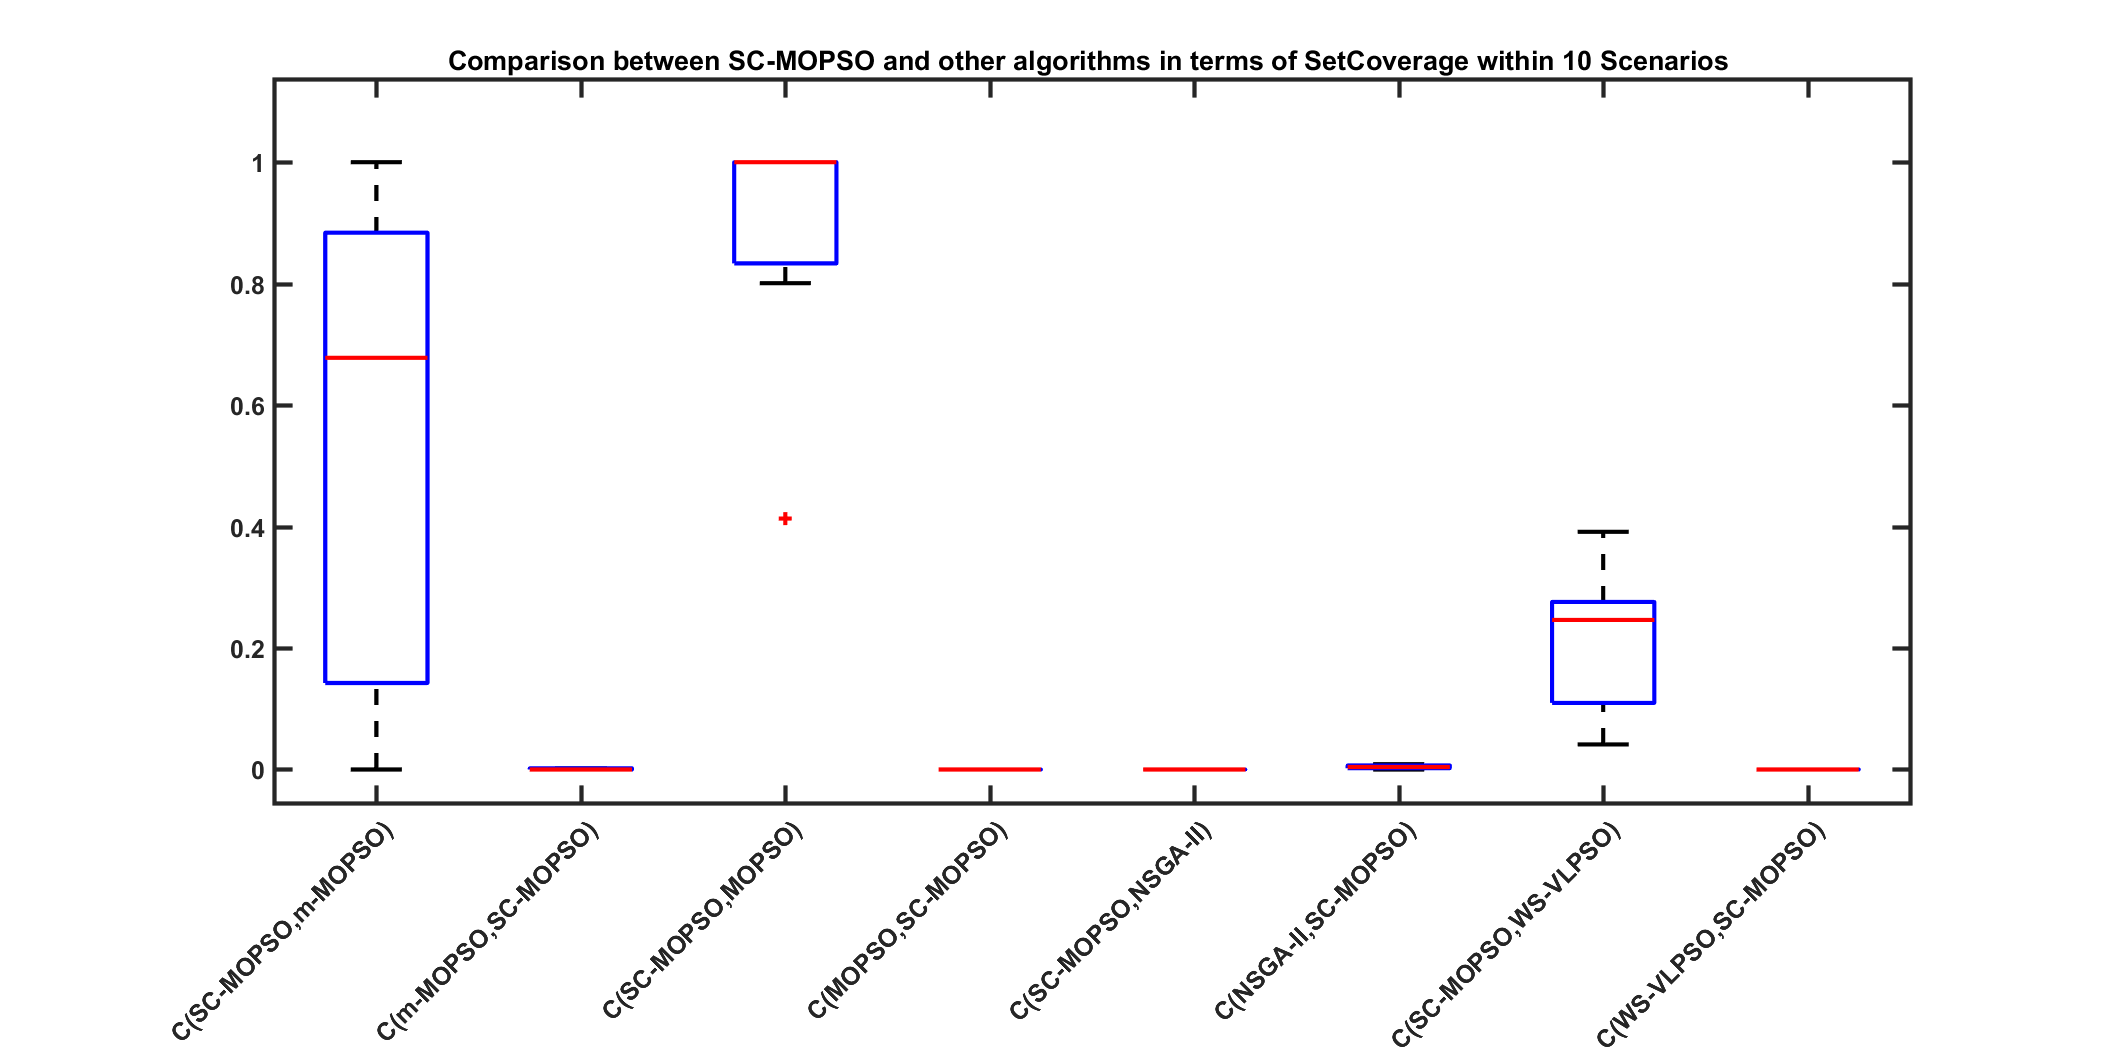 Comparison between SC-MOPSO and other algorithms in terms of SetCoverage within 10 Scenarios
1
0.8
0.6
0.4
0.2
0
C(SC-MOPSO,m-MOPSO)
C(m-MOPSO,SC-MOPSO)
C(SC-MOPSO,MOPSO)
C(MOPSO,SC-MOPSO)
C(SC-MOPSO,NSGA-II)
C(NSGA-II,SC-MOPSO)
C(SC-MOPSO,WS-VLPSO)
C(WS-VLPSO,SC-MOPSO)